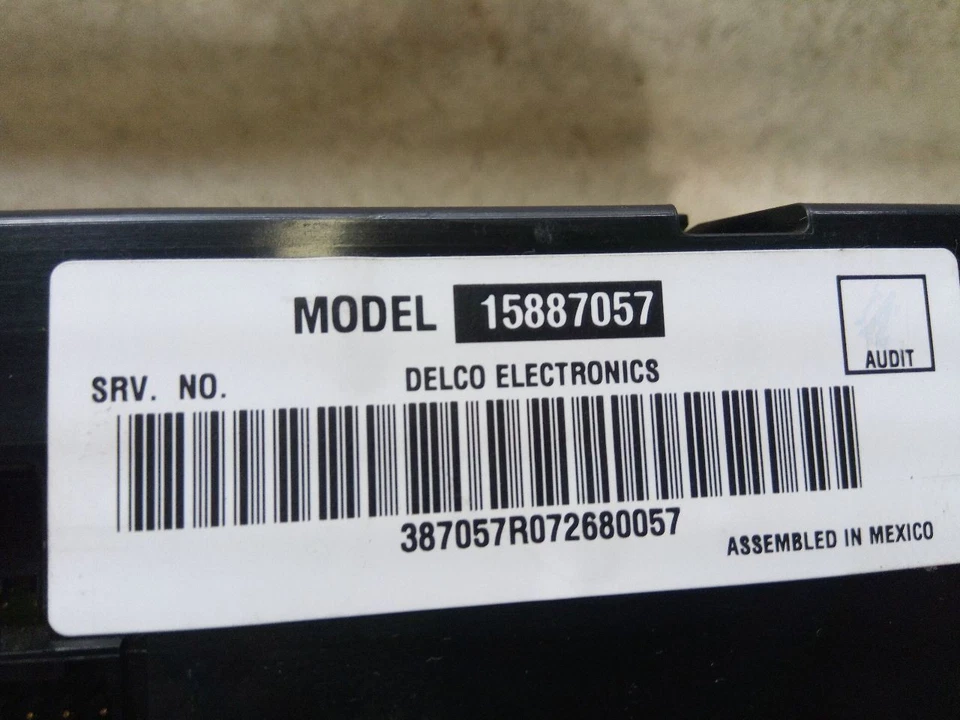 MODEL 15887057
AUDIT
SRV. NO. DELCO ELECTRONICS
387057R072680057
ASSEMBLED IN MEXICO